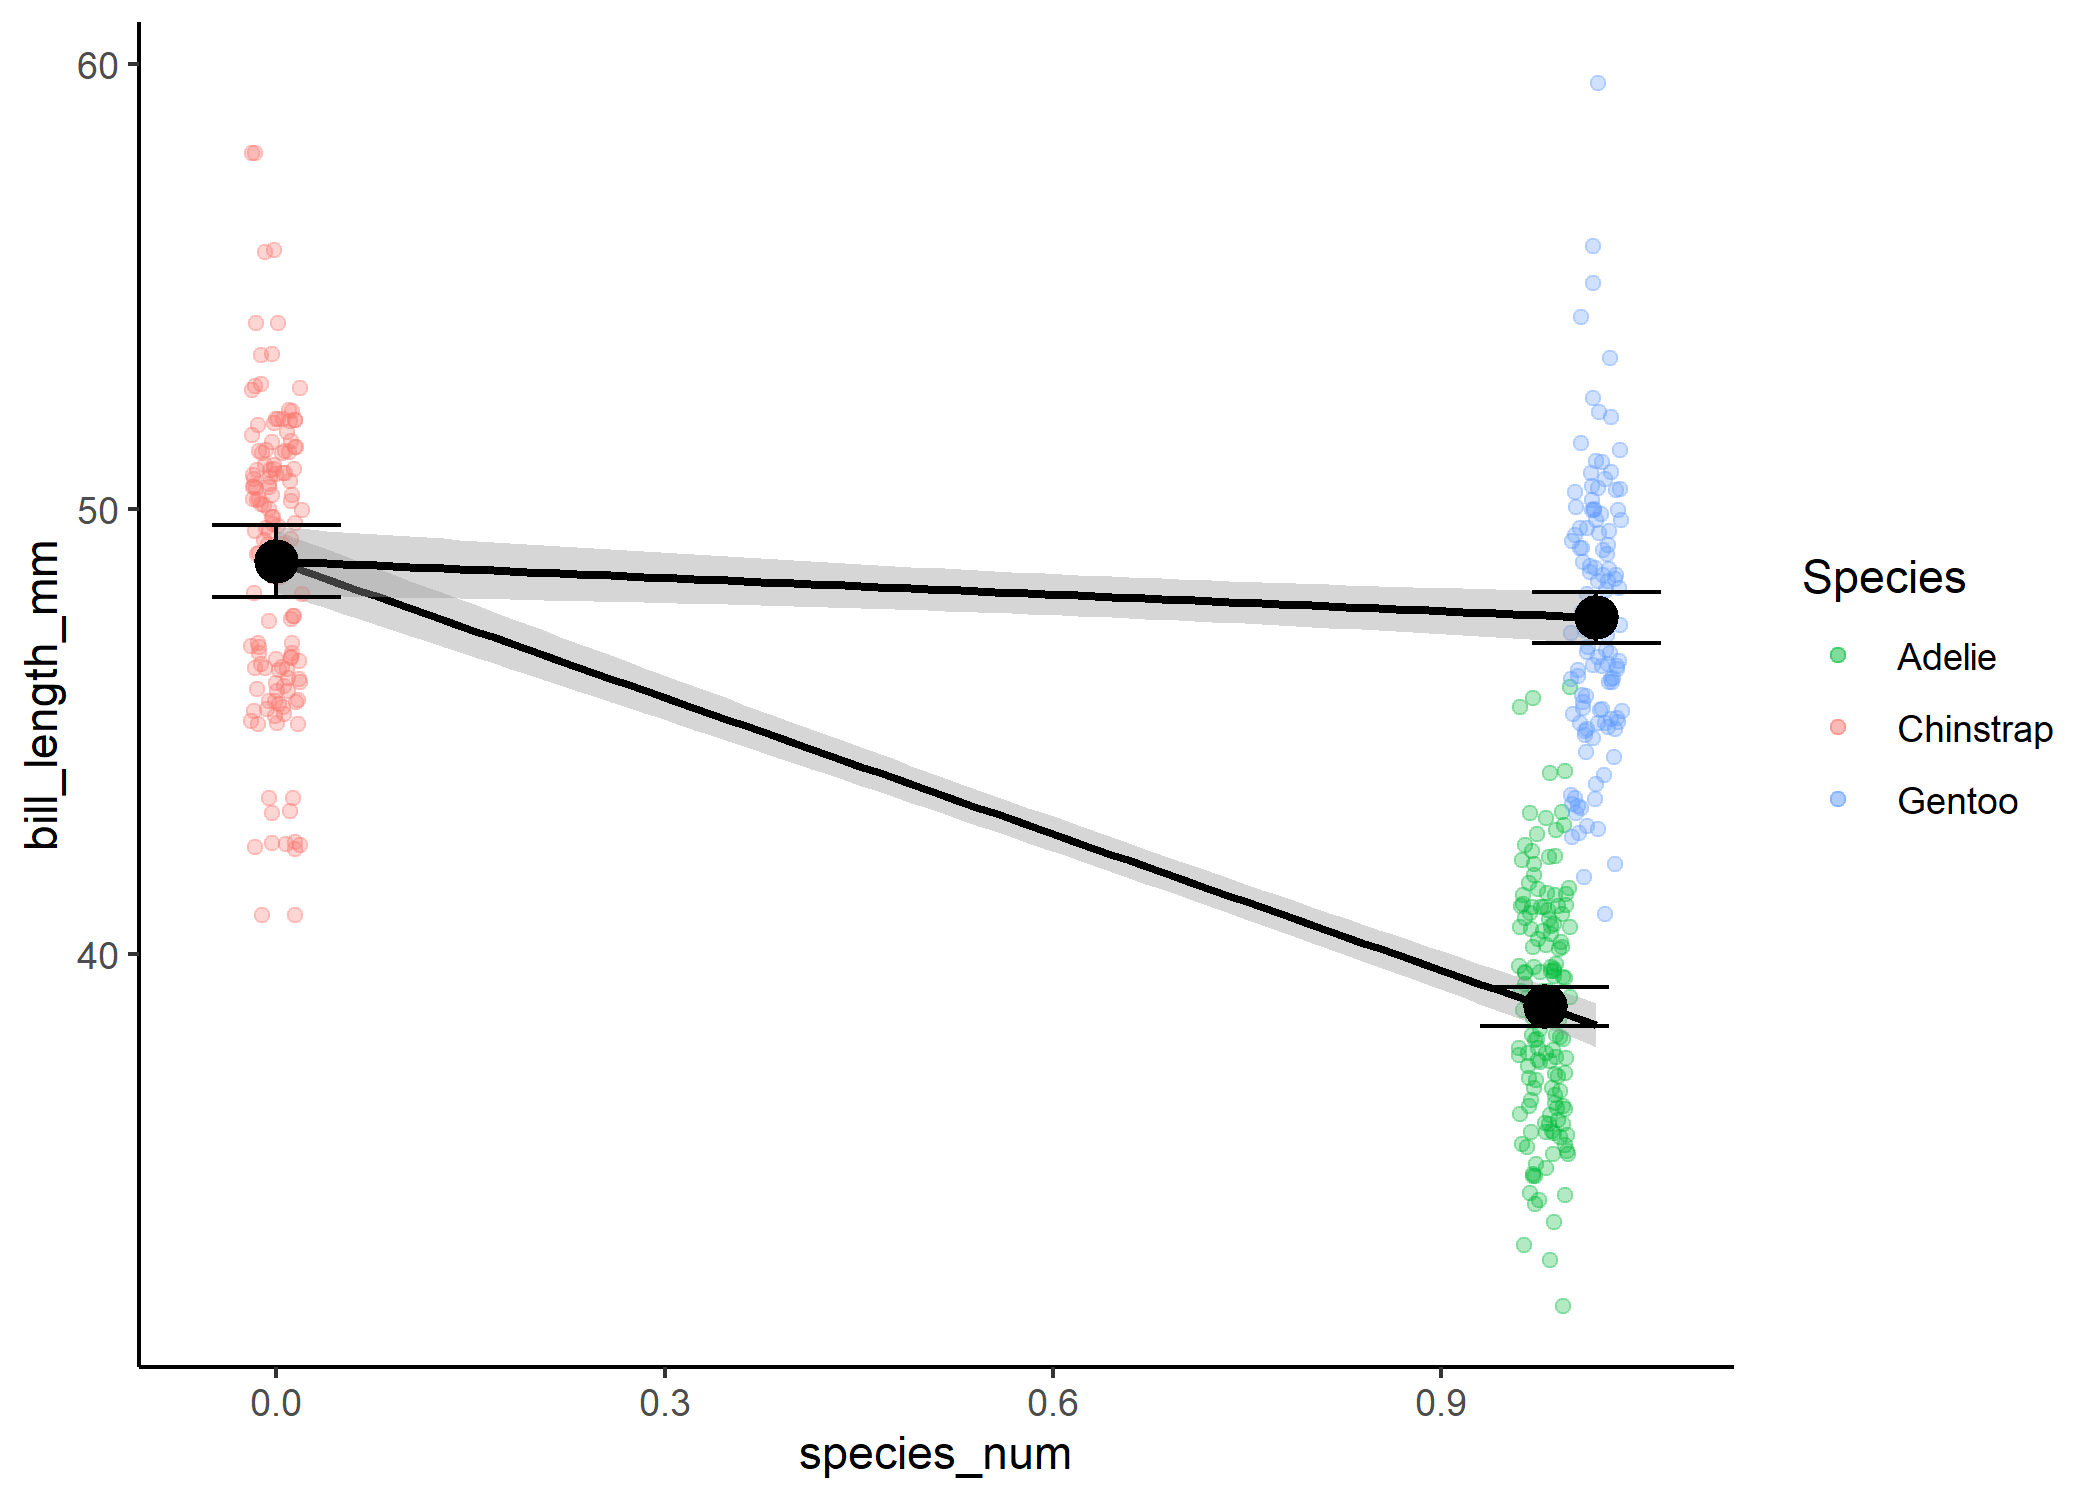 60
50
40
bill_length_mm
0.0
0.3
0.6
0.9
species_num
Species
Adelie
Chinstrap
Gentoo